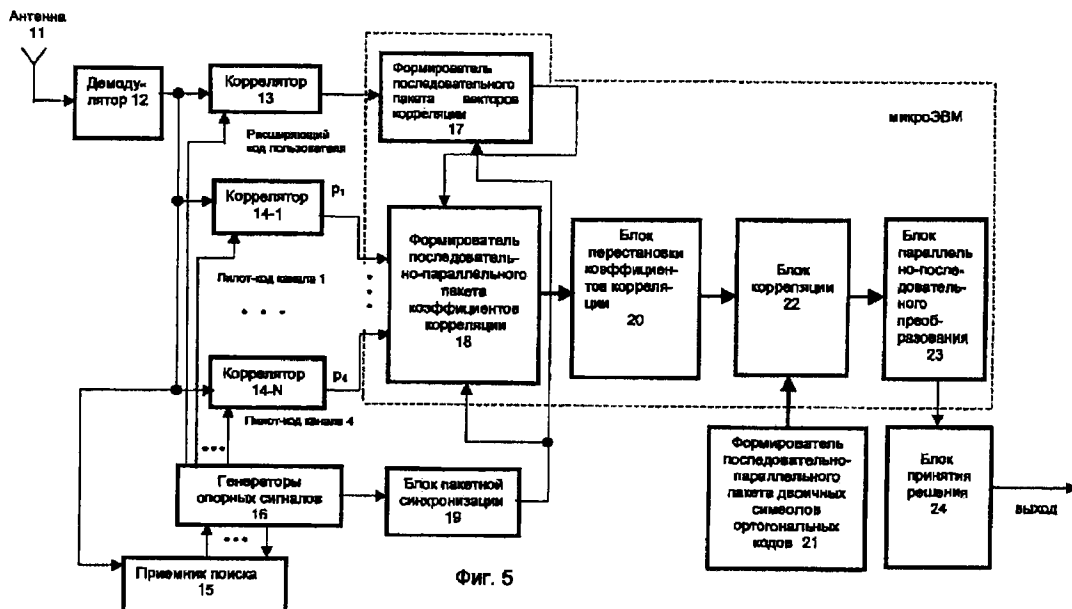 Антенна
11
Демоду-
лятор 12
Коррелятор
13
Расширяющий
код пользователя
Формирователь
последовательного
пакета векторов
корреляции
17
микроЭВМ
Коррелятор
14-1
P1
Пилот-код канала 1
. . .
Формирователь
последователь-
но-параллельного
пакета
коэффициентов
корреляции
18
Блок
перестановки
коэффициен-
тов корреля-
ции
20
Блок
корреляции
22
Блок
параллель-
но-после-
дователь-
ного
преоб-
разования
23
Коррелятор
14-N
P4
Пилот-код канала 4
...
Генераторы
опорных сигналов
16
Блок пакетной
синхронизации
19
Формирователь
последовательно-
параллельного
пакета двоичных
символов
ортогональных
кодов 21
Блок
принятия
решения
24
выход
...
Приемник поиска
15
Фиг. 5